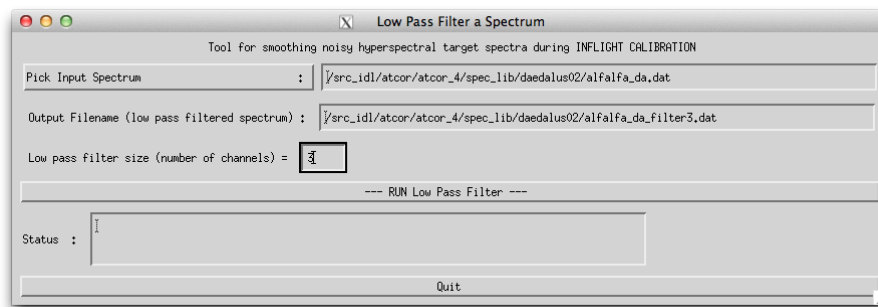 X Low Pass Filter a Spectrum
Tool for smoothing noisy hyperspectral target spectra during INFLIGHT CALIBRATION
Pick Input Spectrum : /src_idl/atcor/atcor_4/spec_lib/daedalus02/alfalfa_da.dat
Output Filename (low pass filtered spectrum) : /src_idl/atcor/atcor_4/spec_lib/daedalus02/alfalfa_da_filter3.dat
Low pass filter size (number of channels) = 3
--- RUN Low Pass Filter ---
Status :
Quit